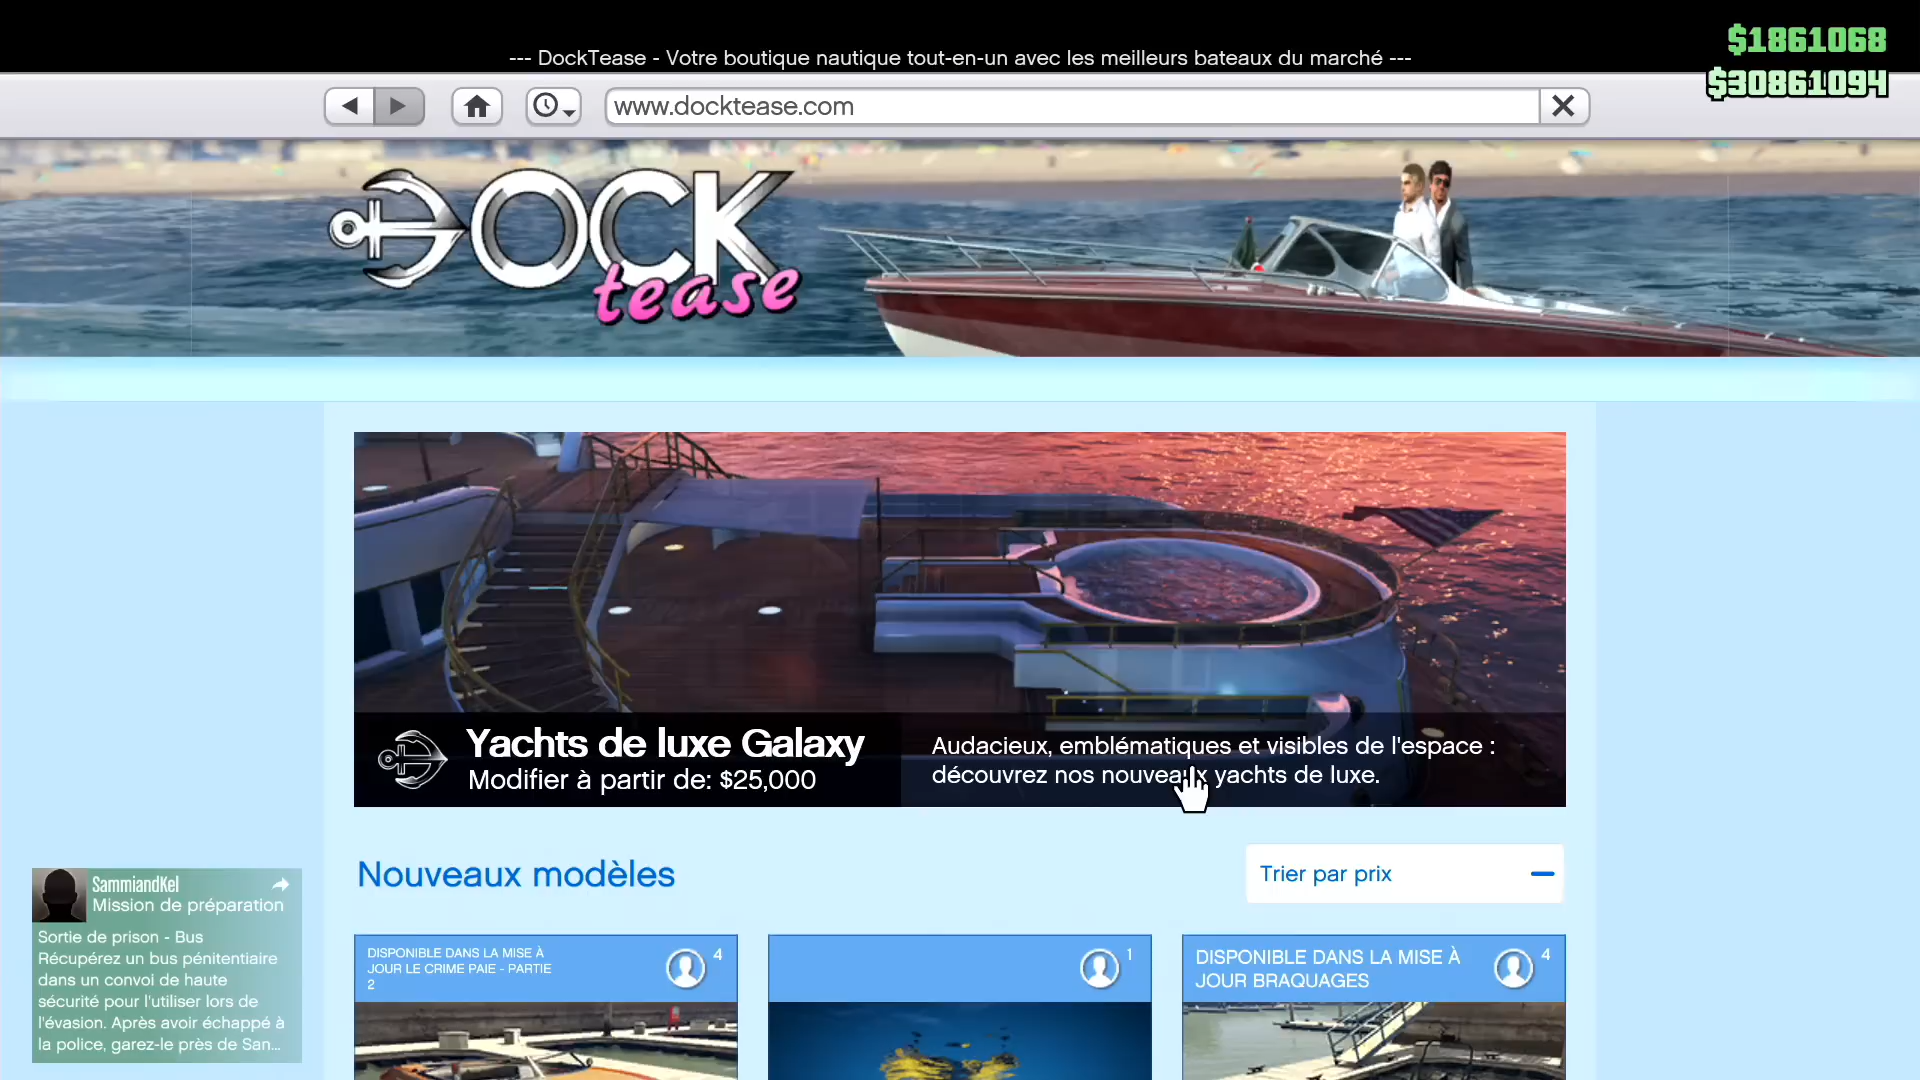 --- DockTease - Votre boutique nautique tout-en-un avec les meilleurs bateaux du marché ---
$1861068
$30861094
www.docktease.com
DOCK
tease
Yachts de luxe Galaxy
Modifier à partir de: $25,000
Audacieux, emblématiques et visibles de l'espace :
découvrez nos nouveaux yachts de luxe.
Nouveaux modèles
Trier par prix
SammiandKel
Mission de préparation
Sortie de prison - Bus
Récupérez un bus pénitentiaire
dans un convoi de haute
sécurité pour l'utiliser lors de
l'évasion. Après avoir échappé à
la police, garez-le près de San...
DISPONIBLE DANS LA MISE À
JOUR LE CRIME PAIE - PARTIE
2
4
1
DISPONIBLE DANS LA MISE À
JOUR BRAQUAGES
4